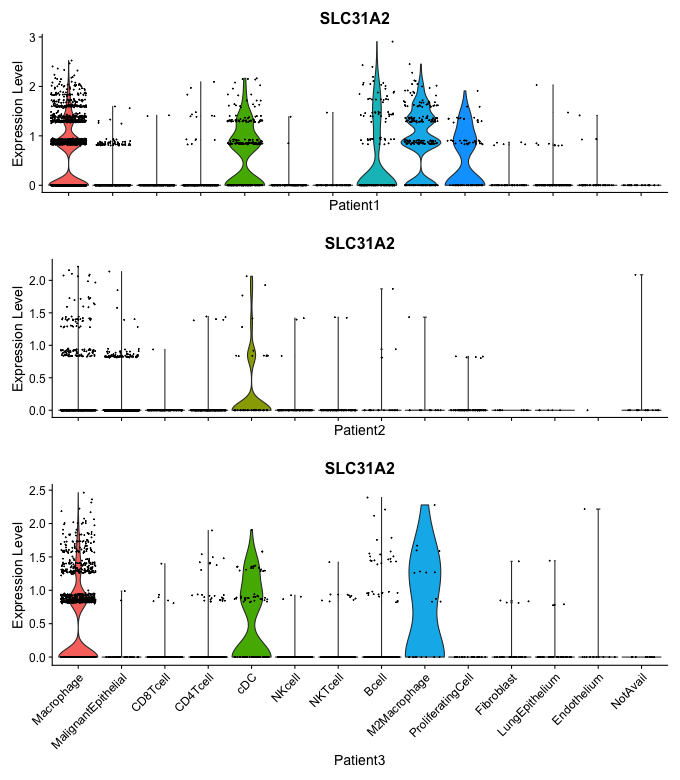 SLC31A2
Expression Level
3
2
1
0
Patient1
SLC31A2
Expression Level
2.0
1.5
1.0
0.5
0.0
Patient2
SLC31A2
Expression Level
2.5
2.0
1.5
1.0
0.5
0.0
Macrophage
MalignantEpithelial
CD8Tcell
CD4Tcell
cDC
NKcell
NKTcell
Bcell
M2Macrophage
ProliferatingCell
Fibroblast
LungEpithelium
Endothelium
NotAvail
Patient3